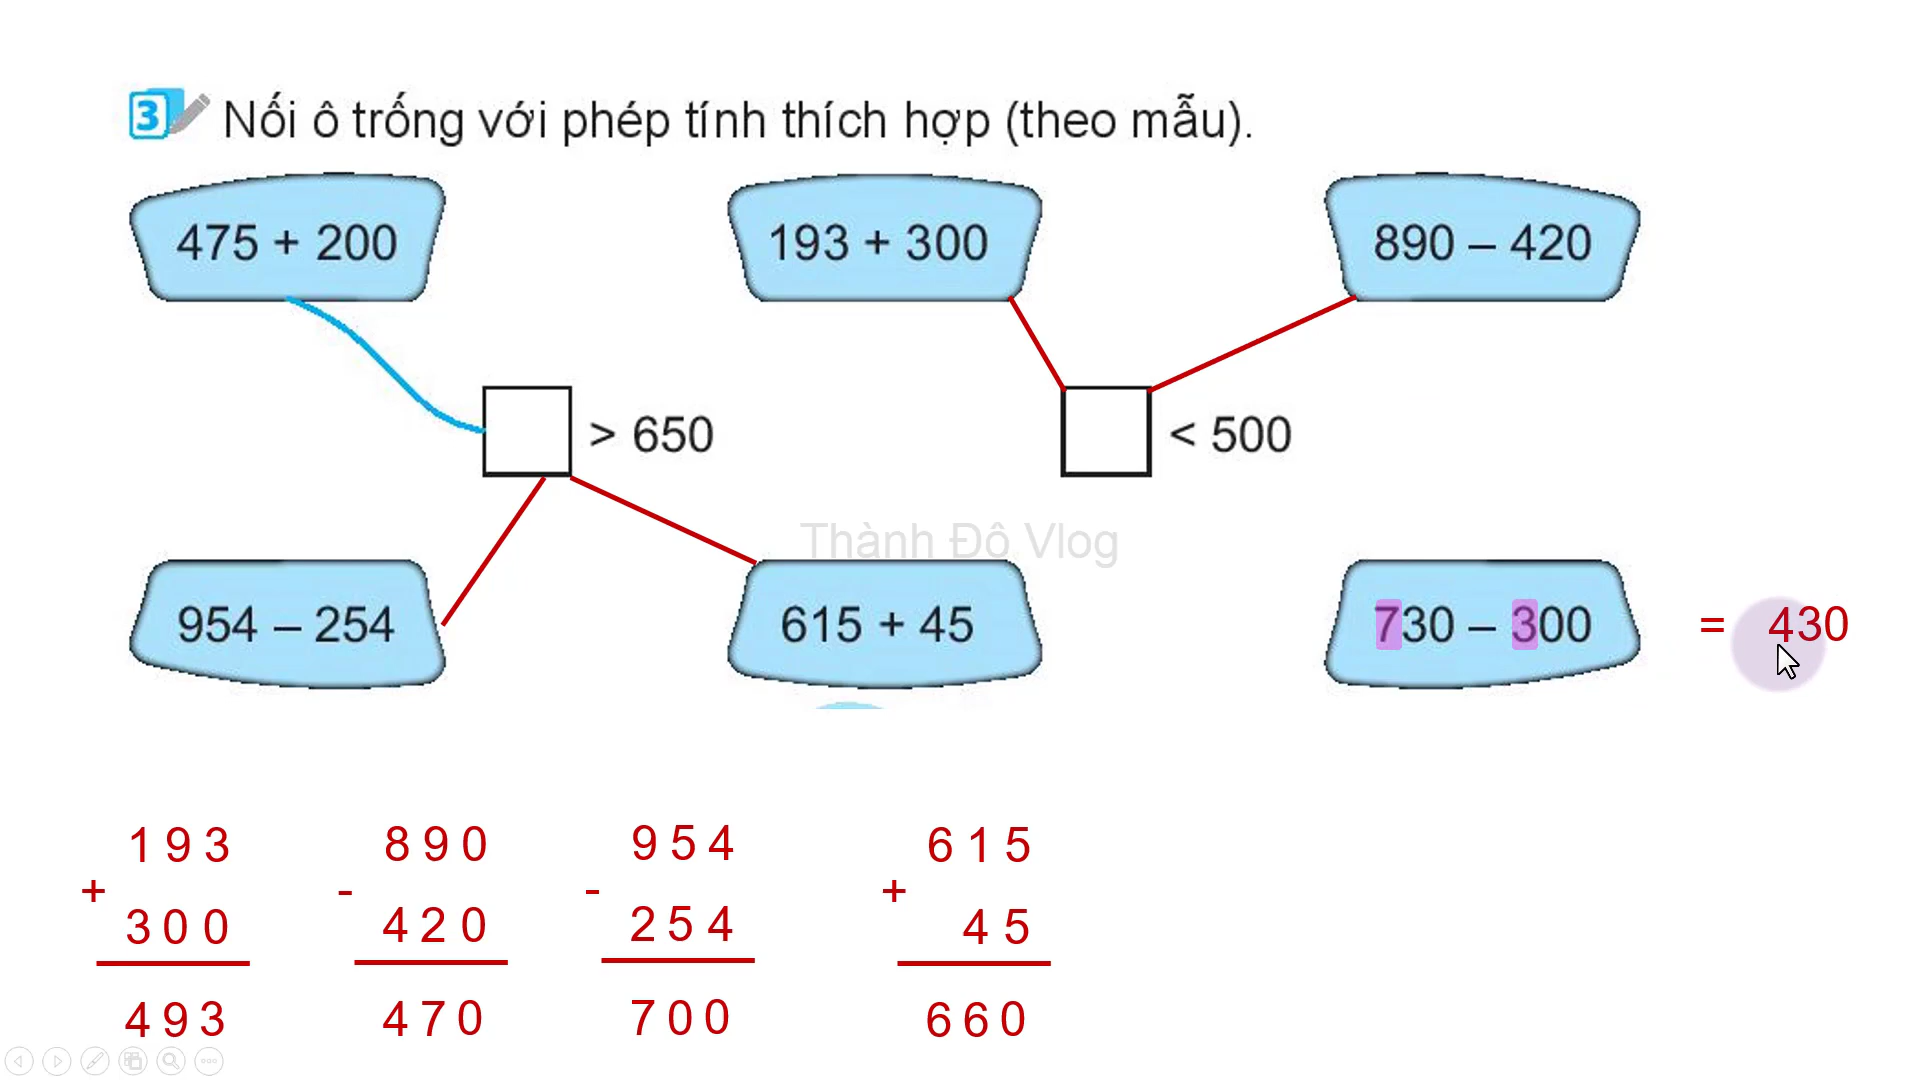 3 Nối ô trống với phép tính thích hợp (theo mẫu).
475 + 200 193 + 300 890 – 420
> 650 < 500
Thành Đô Vlog
954 – 254 615 + 45 730 – 300 = 430
193 890 954 615
+ - - +
300 420 254 45
493 470 700 660